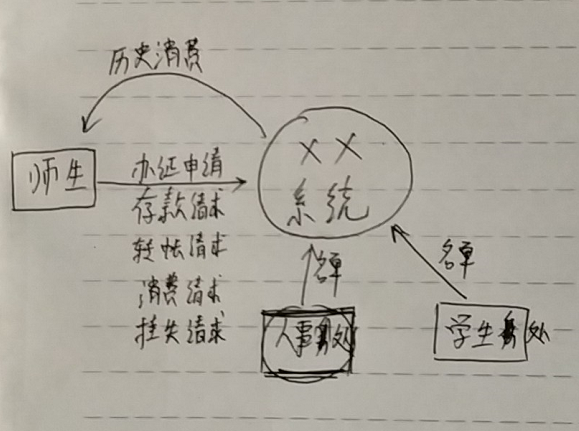 历史消费
师生
办证申请
存款请求
转帐请求
消费请求
挂失请求
XX
系统
名单
名单
人事处
学生处